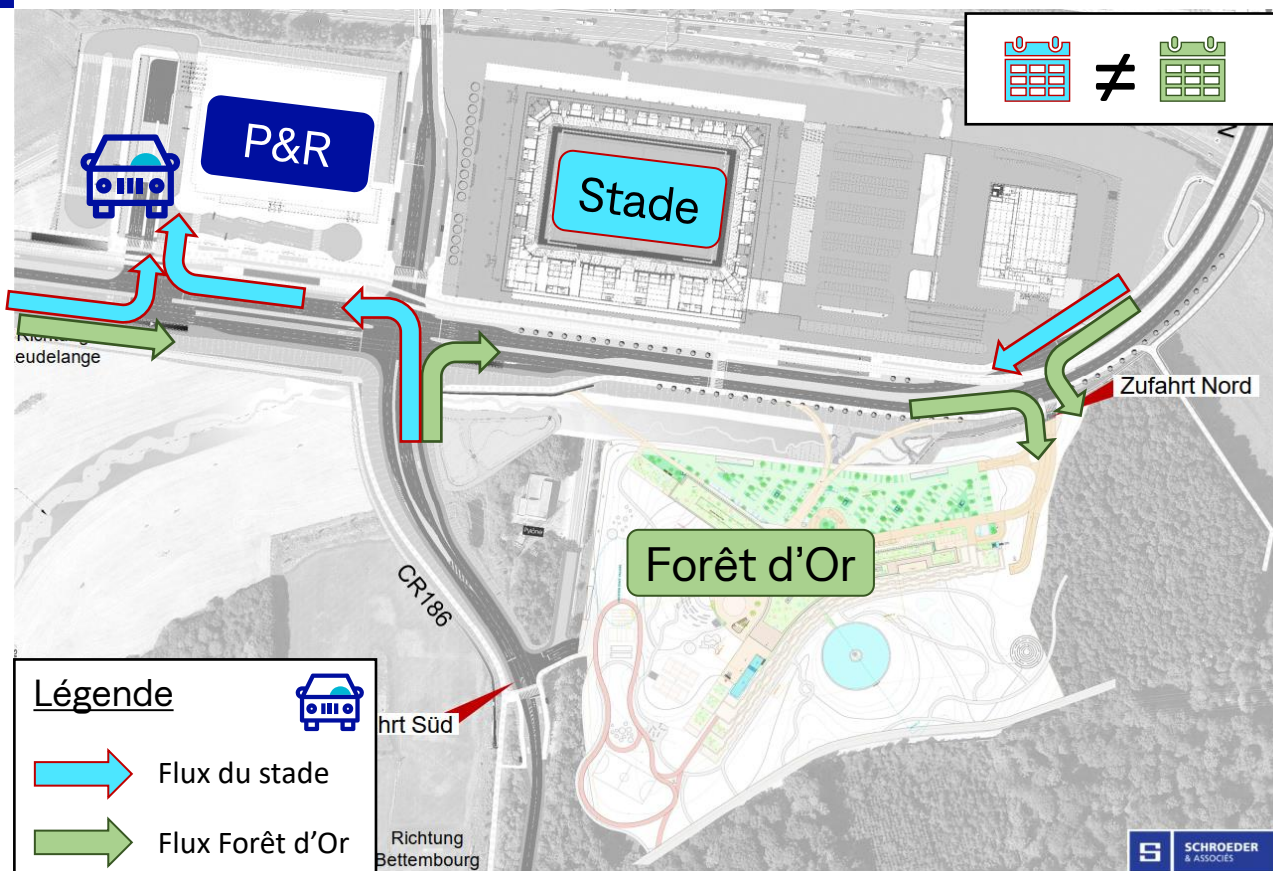 P&R
Stade
≠
Richtung
eudelange
Zufahrt Nord
Forêt d'Or
CR186
hrt Süd
Légende
Flux du stade
Flux Forêt d'Or
Richtung
Bettembourg
S SCHROEDER
& ASSOCIÉS